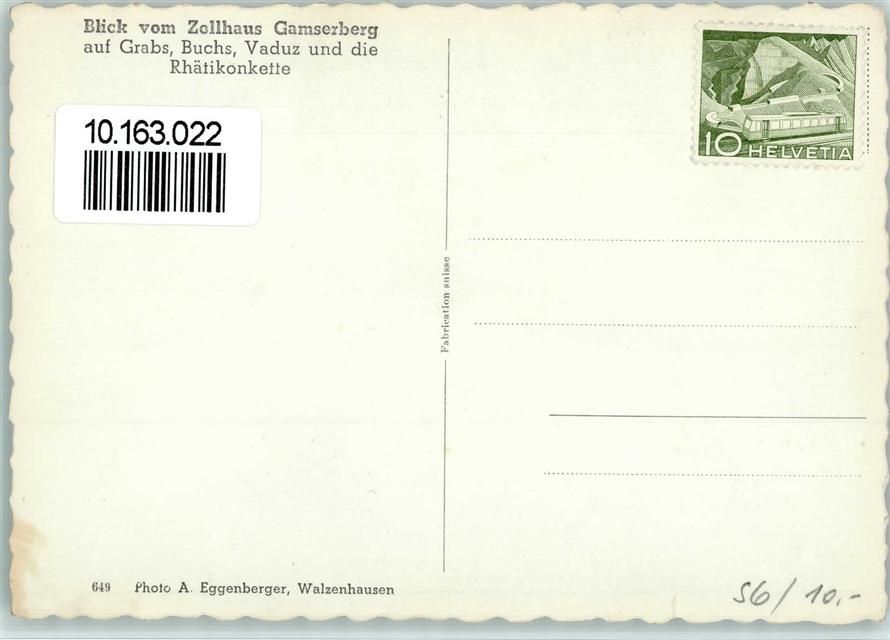 Blick vom Zollhaus Gamserberg
auf Grabs, Buchs, Vaduz und die
Rhätikonkette
10.163.022
10 HELVETIA
Fabrication suisse
649 Photo A. Eggenberger, Walzenhausen
S6/10.-